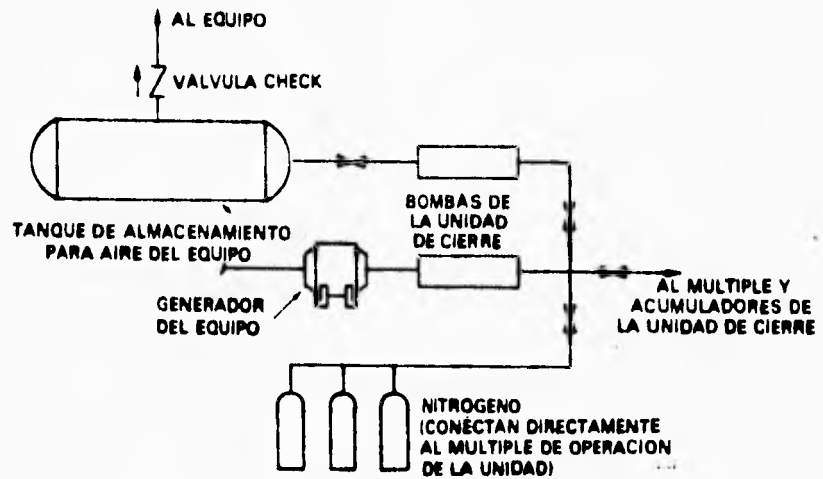 AL EQUIPO
VALVULA CHECK
TANQUE DE ALMACENAMIENTO
PARA AIRE DEL EQUIPO
BOMBAS DE
LA UNIDAD
DE CIERRE
GENERADOR
DEL EQUIPO
AL MULTIPLE Y
ACUMULADORES DE
LA UNIDAD DE CIERRE
NITROGENO
(CONÉCTAN DIRECTAMENTE
AL MULTIPLE DE OPERACION
DE LA UNIDAD)